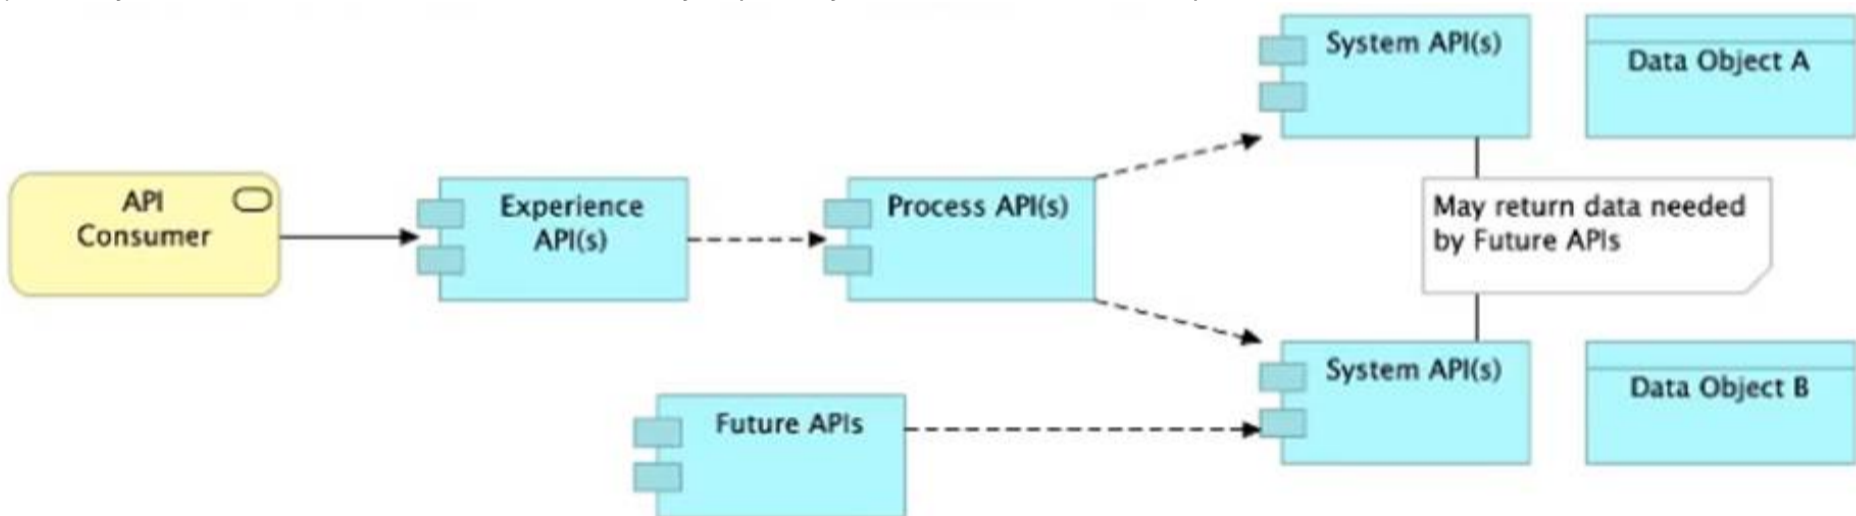 System API(s)
Data Object A
API
Consumer
Experience
API(s)
Process API(s)
May return data needed
by Future APIs
System API(s)
Data Object B
Future APIs